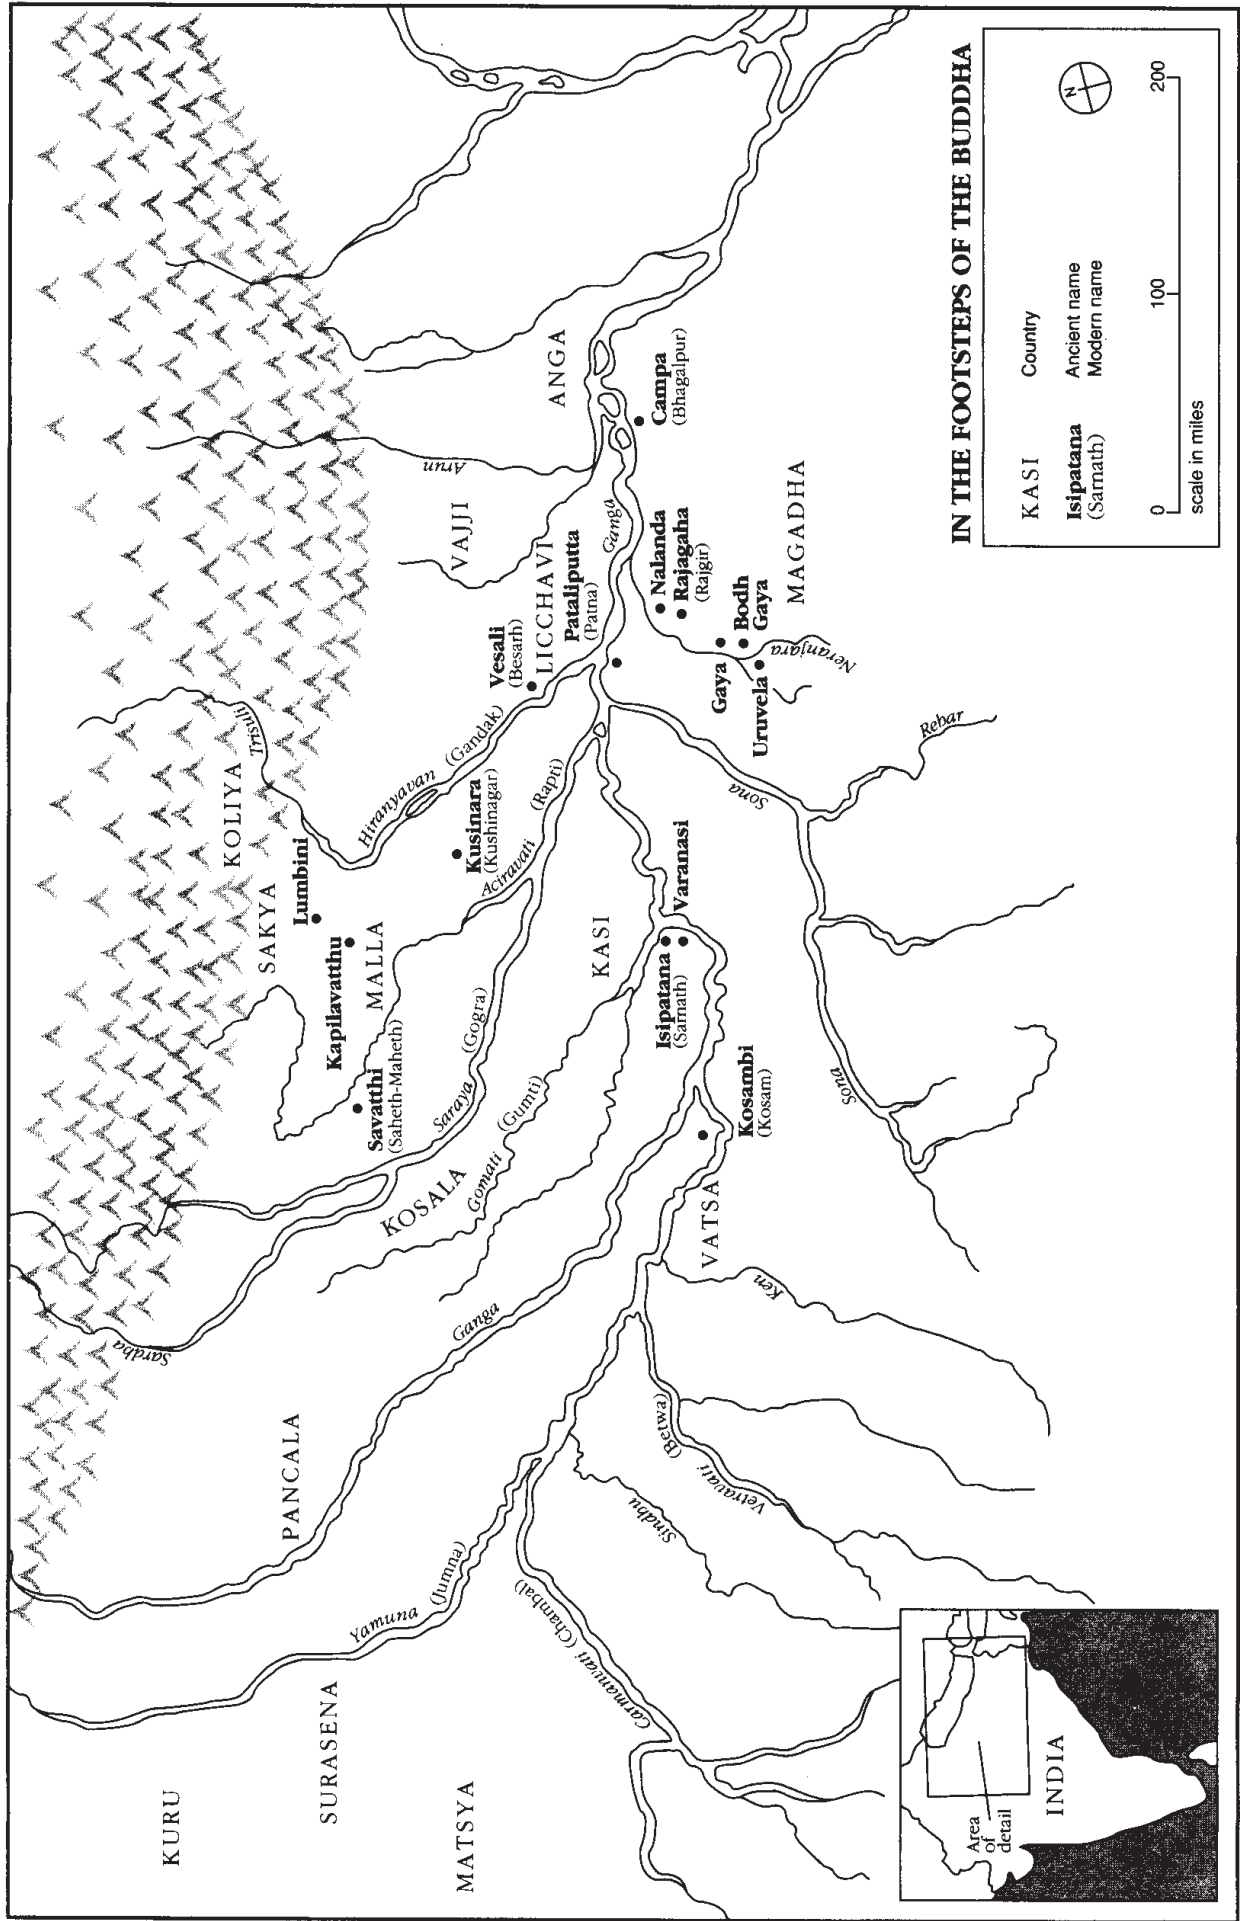 KURU
SURASENA
MATSYA
PANCALA
Yamuna (Jumna)
Carmanvati (Chambal)
Sindhu
Vetravati (Betwa)
Ken
Ganga
Sardha
KOSALA
Gomati (Gumti)
Saraya (Gogra)
VATSA
Kosambi
(Kosam)
Savatthi
(Saheth-Maheth)
Kapilavatthu
MALLA
SAKYA
Lumbini
KOLIYA
Trisuli
KASI
Isipatana
(Sarnath)
Varanasi
Sona
Aciravati (Rapti)
Kusinara
(Kushinagar)
Hiranyavan (Gandak)
Sona
Rehar
Vesali
(Besarh)
LICCHAVI
Pataliputta
(Patna)
VAJJI
Ganga
Gaya
Uruvela
Bodh
Gaya
Neranjara
Nalanda
Rajagaha
(Rajgir)
MAGADHA
Arun
ANGA
Campa
(Bhagalpur)
IN THE FOOTSTEPS OF THE BUDDHA
KASI Country
Isipatana Ancient name
(Sarnath) Modern name
N
0 100 200
scale in miles
Area
of
detail
INDIA